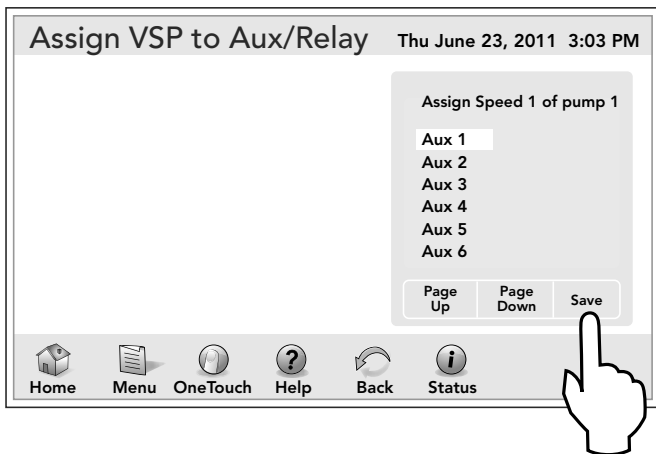 Assign VSP to Aux/Relay Thu June 23, 2011 3:03 PM
Assign Speed 1 of pump 1
Aux 1
Aux 2
Aux 3
Aux 4
Aux 5
Aux 6
Page Up
Page Down
Save
?
i
Home Menu OneTouch Help Back Status